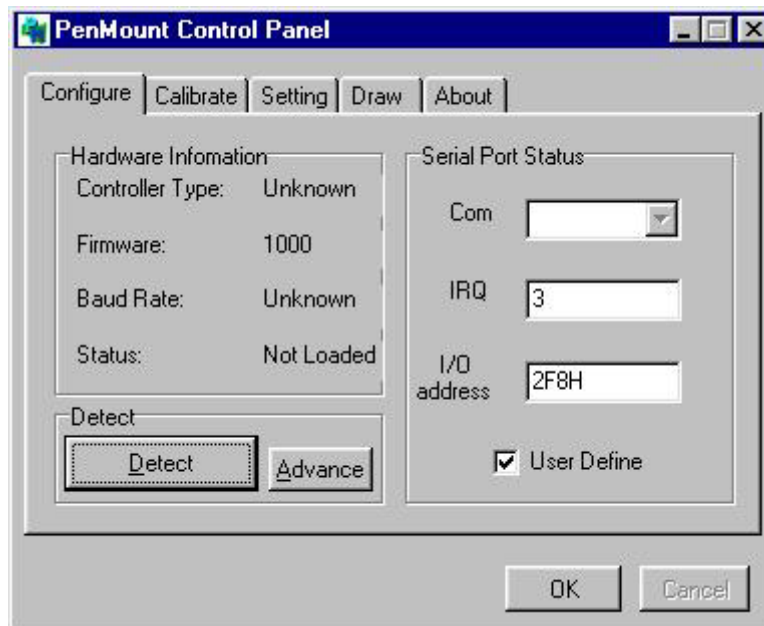 PenMount Control Panel
Configure Calibrate Setting Draw About
Hardware Infomation
Controller Type: Unknown
Firmware: 1000
Baud Rate: Unknown
Status: Not Loaded
Detect
Detect Advance
Serial Port Status
Com
IRQ 3
I/O
address 2F8H
User Define
OK Cancel